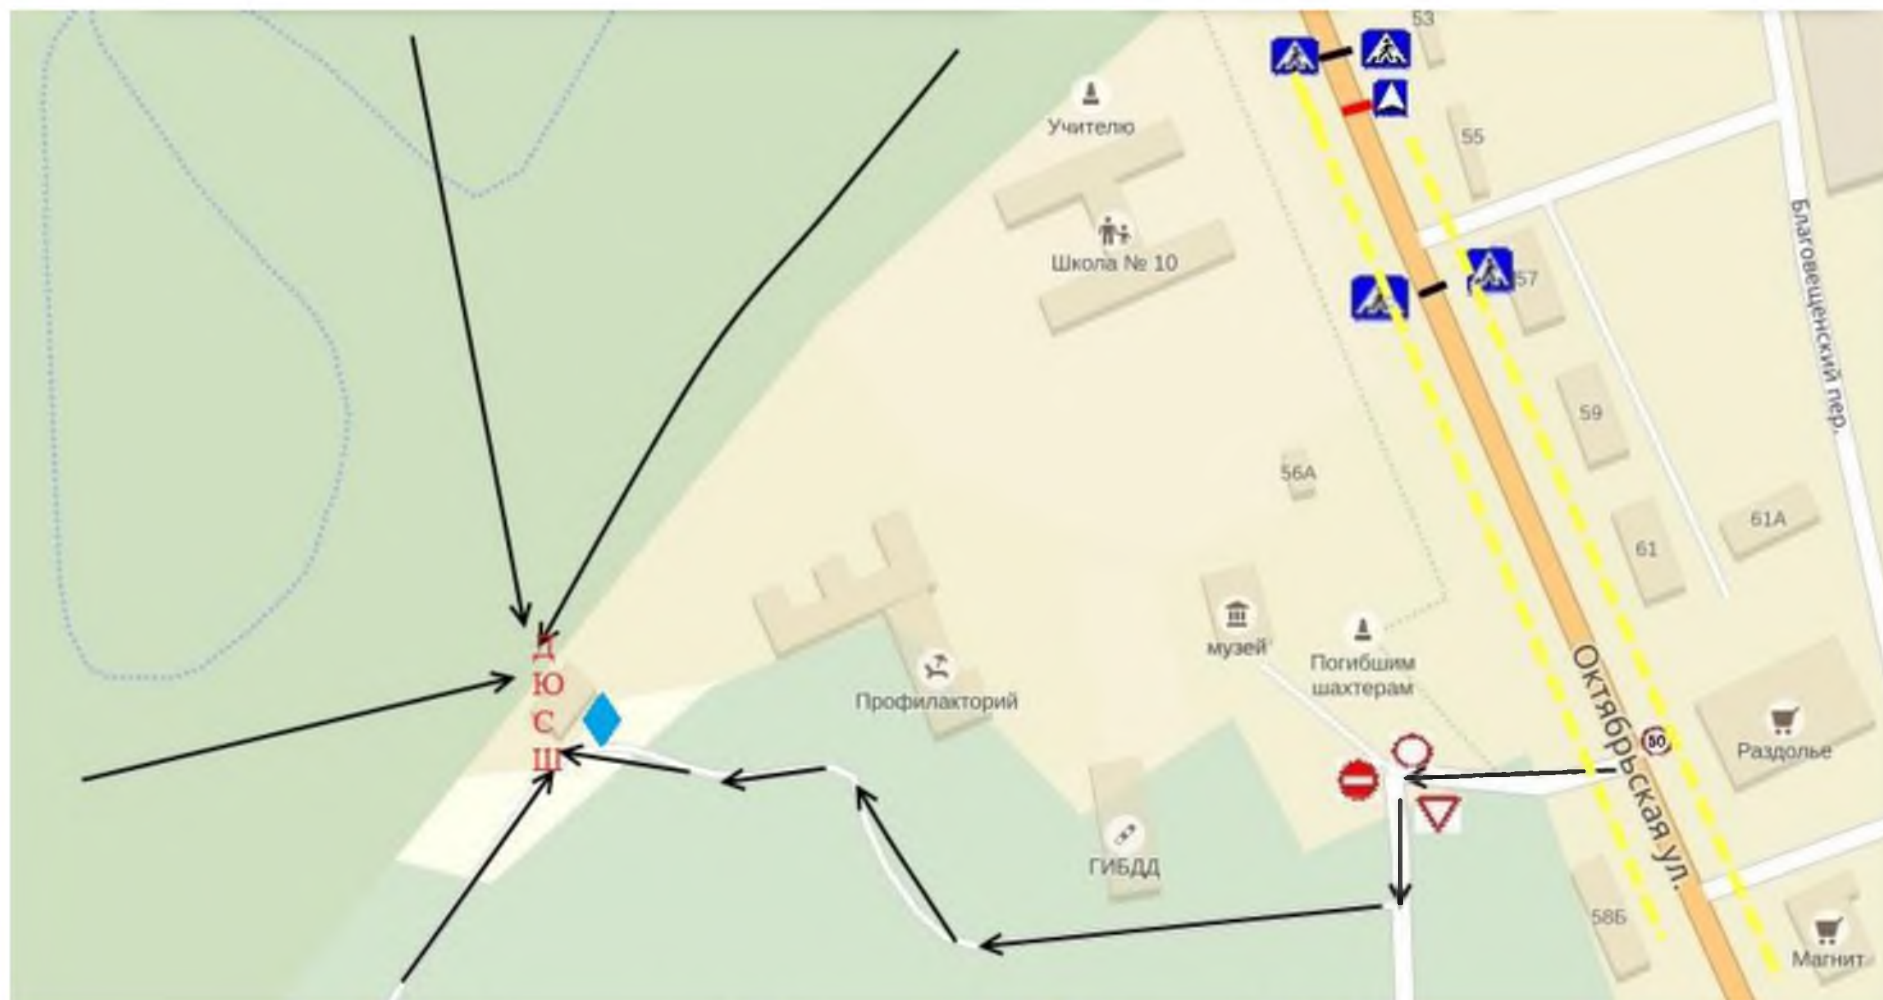 53
Учителю
55
Школа № 10
57
Благовещенский пер.
59
56А
61А
61
музей
Погибшим
шахтерам
Д
Ю
С
Ш
Профилакторий
Октябрьская ул.
50
Раздолье
ГИБДД
58Б
Магнит